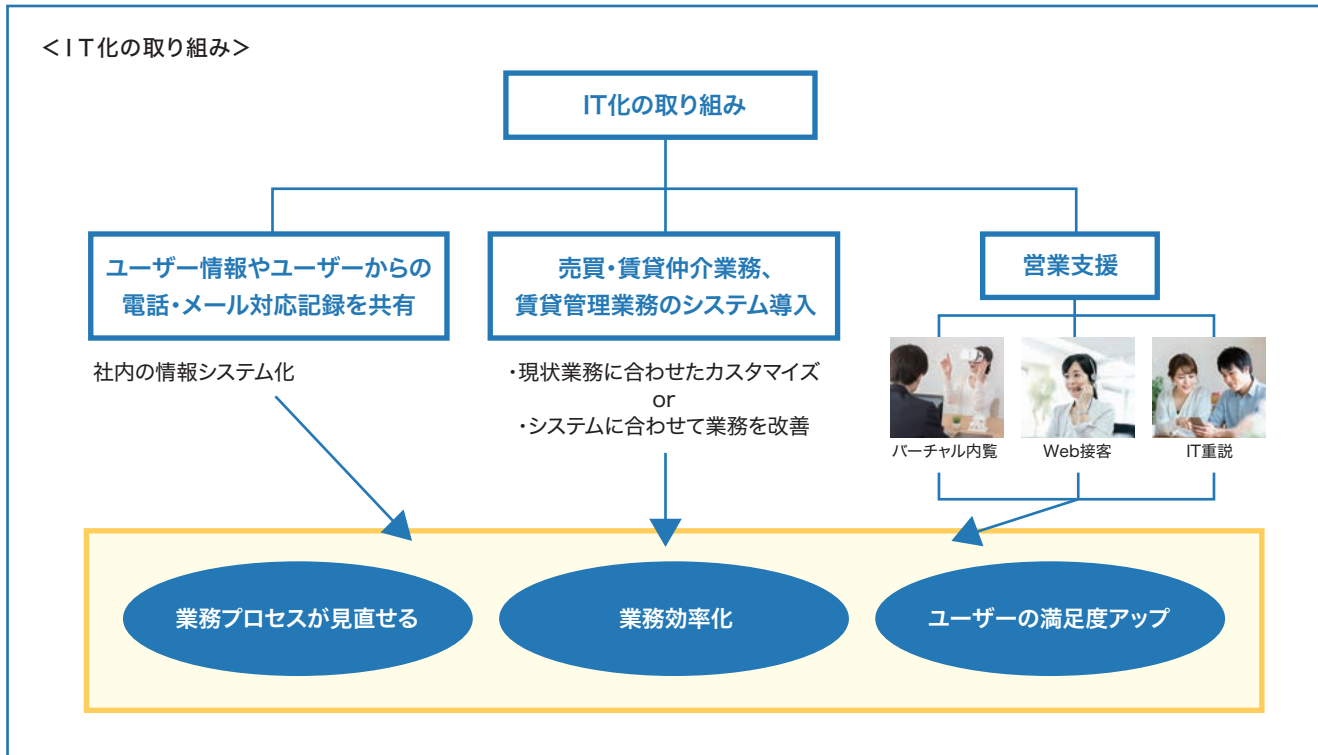 ＜IT化の取り組み＞
IT化の取り組み
ユーザー情報やユーザーからの
電話・メール対応記録を共有
社内の情報システム化
売買・賃貸仲介業務、
賃貸管理業務のシステム導入
・現状業務に合わせたカスタマイズ
or
・システムに合わせて業務を改善
営業支援
バーチャル内覧
Web接客
IT重説
業務プロセスが見直せる
業務効率化
ユーザーの満足度アップ